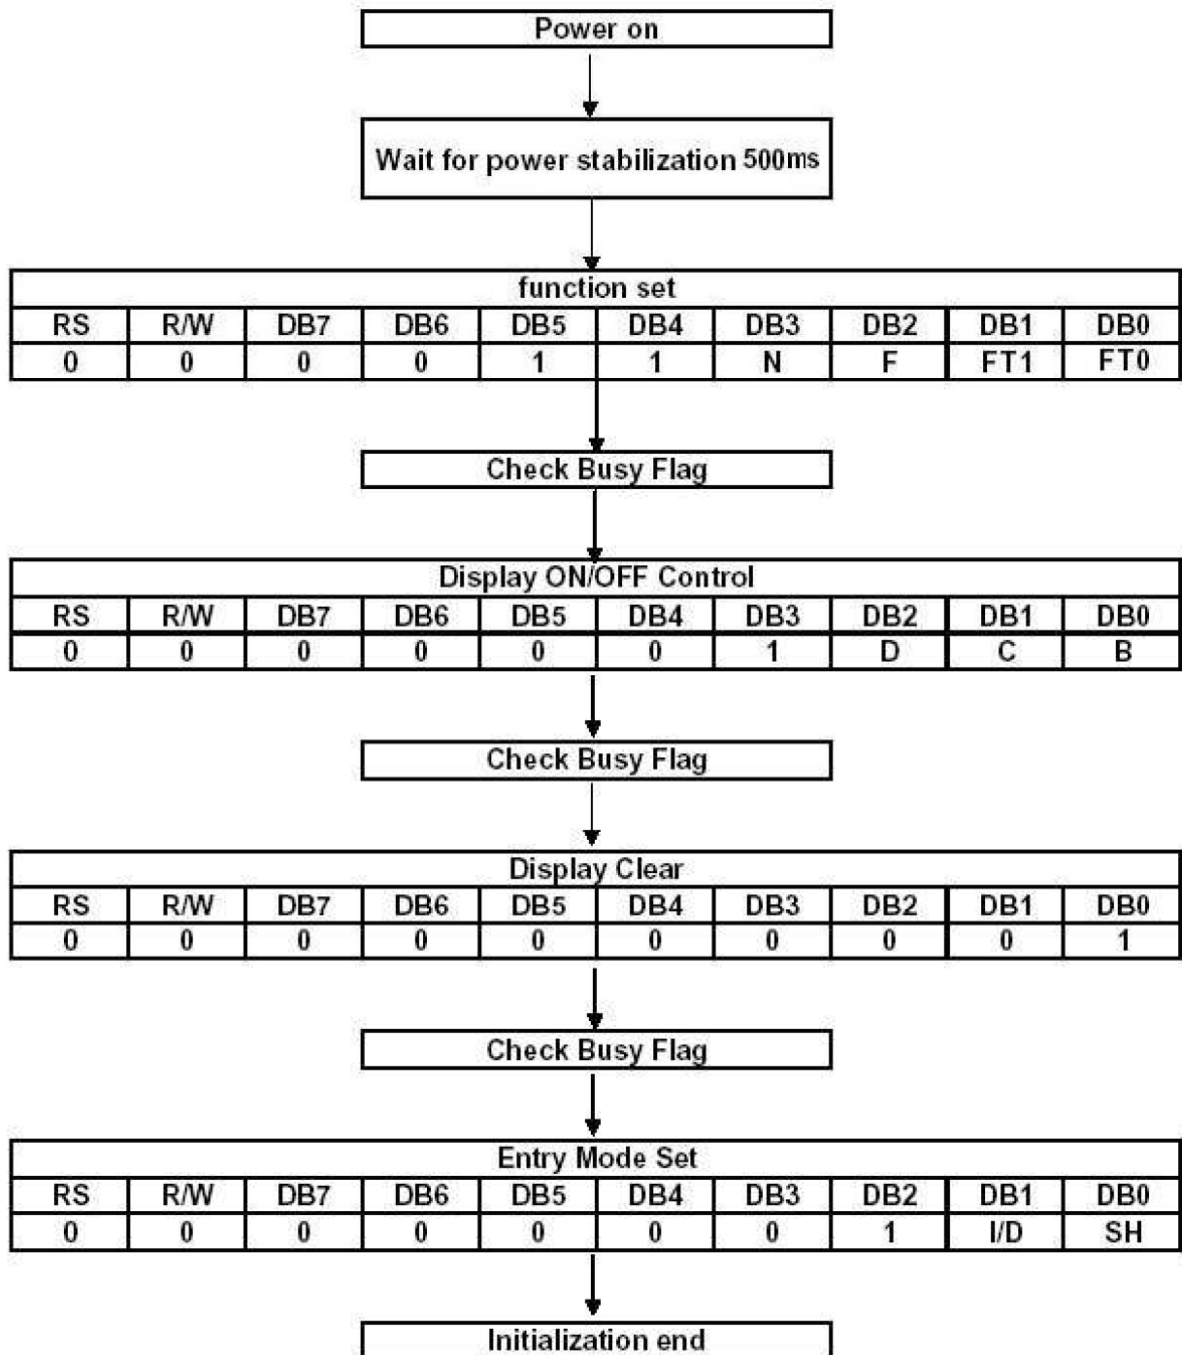 Power on
Wait for power stabilization 500ms
function set
RS R/W DB7 DB6 DB5 DB4 DB3 DB2 DB1 DB0
0 0 0 0 1 1 N F FT1 FT0
Check Busy Flag
Display ON/OFF Control
RS R/W DB7 DB6 DB5 DB4 DB3 DB2 DB1 DB0
0 0 0 0 0 0 1 D C B
Check Busy Flag
Display Clear
RS R/W DB7 DB6 DB5 DB4 DB3 DB2 DB1 DB0
0 0 0 0 0 0 0 0 0 1
Check Busy Flag
Entry Mode Set
RS R/W DB7 DB6 DB5 DB4 DB3 DB2 DB1 DB0
0 0 0 0 0 0 0 1 I/D SH
Initialization end